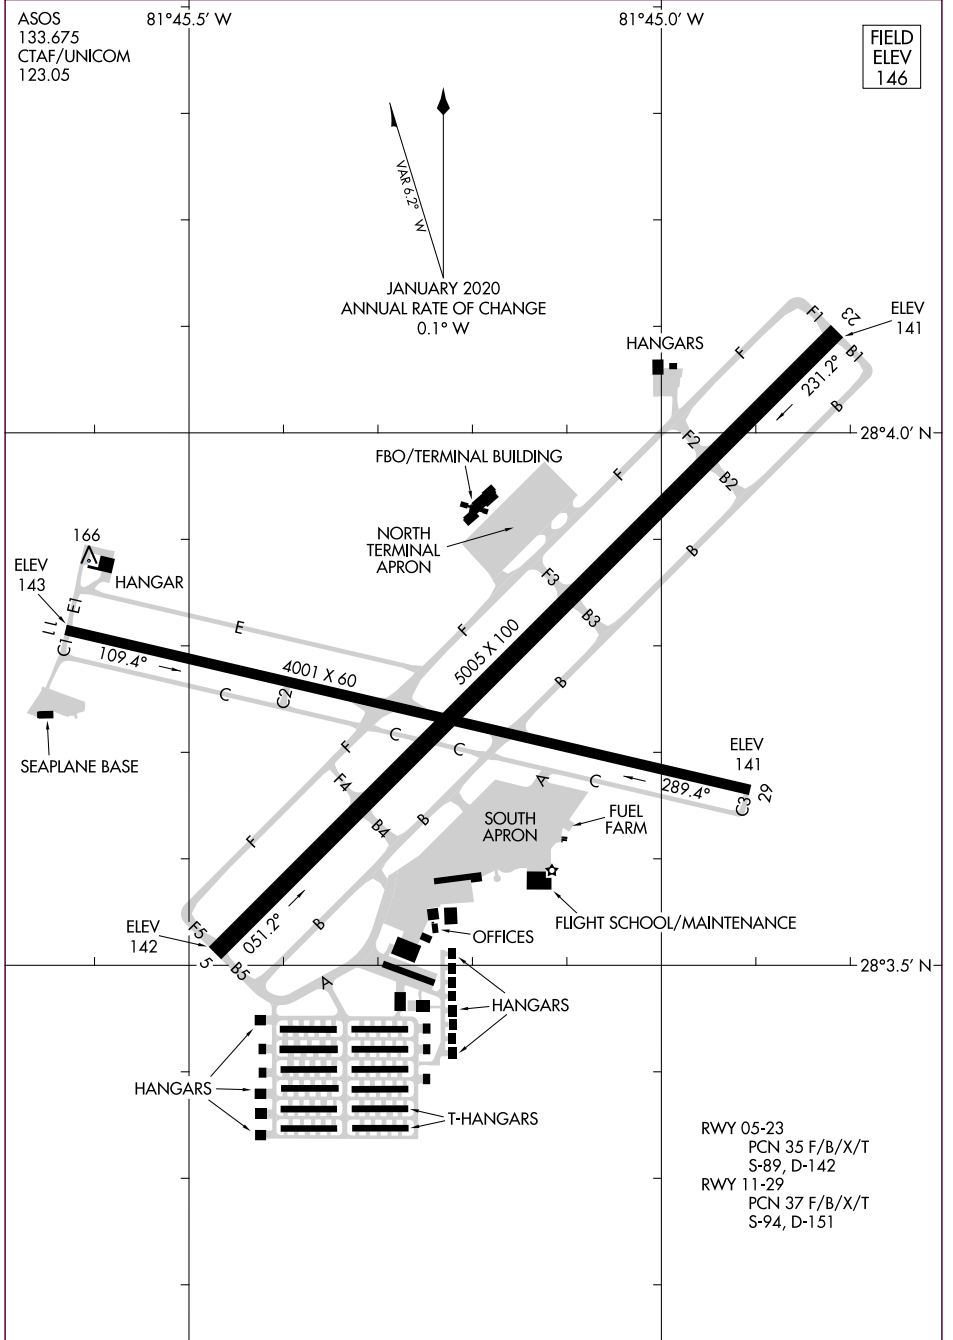 ASOS
133.675
CTAF/UNICOM
123.05
81°45.5' W
81°45.0' W
FIELD
ELEV
146
VAR 6.2° W
JANUARY 2020
ANNUAL RATE OF CHANGE
0.1° W
HANGARS
F
F1
23
ELEV
141
B1
231.2°
B
28°4.0' N
F2
B2
FBO/TERMINAL BUILDING
F
NORTH
TERMINAL
APRON
B
166
HANGAR
ELEV
143
E1
11
C1
E
F3
B3
F
5005 X 100
109.4°
4001 X 60
C
C2
B
SEAPLANE BASE
F
C
C
ELEV
141
A
C
289.4°
C3
29
F4
B4
B
SOUTH
APRON
FUEL
FARM
F
FLIGHT SCHOOL/MAINTENANCE
OFFICES
ELEV
142
F5
5
B5
051.2°
B
28°3.5' N
A
HANGARS
HANGARS
T-HANGARS
RWY 05-23
PCN 35 F/B/X/T
S-89, D-142
RWY 11-29
PCN 37 F/B/X/T
S-94, D-151